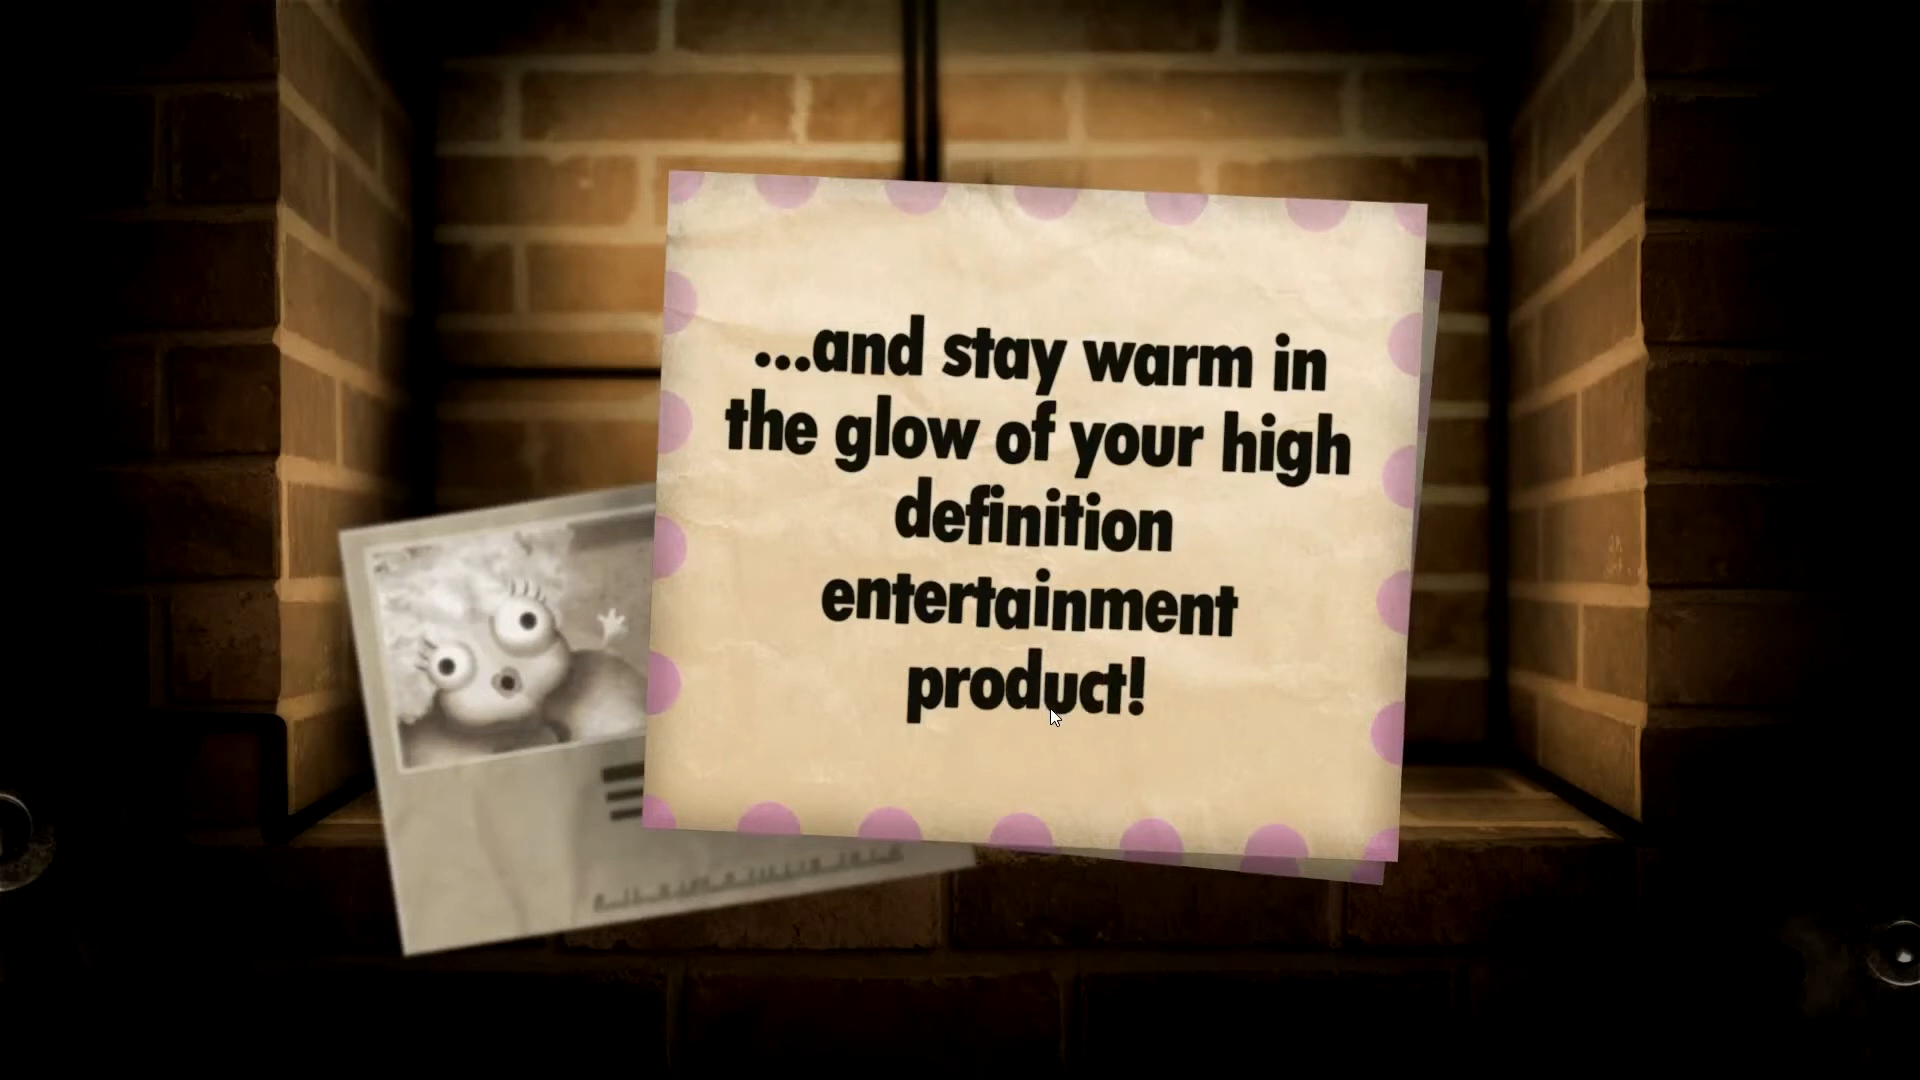 ...and stay warm in
the glow of your high
definition
entertainment
product!